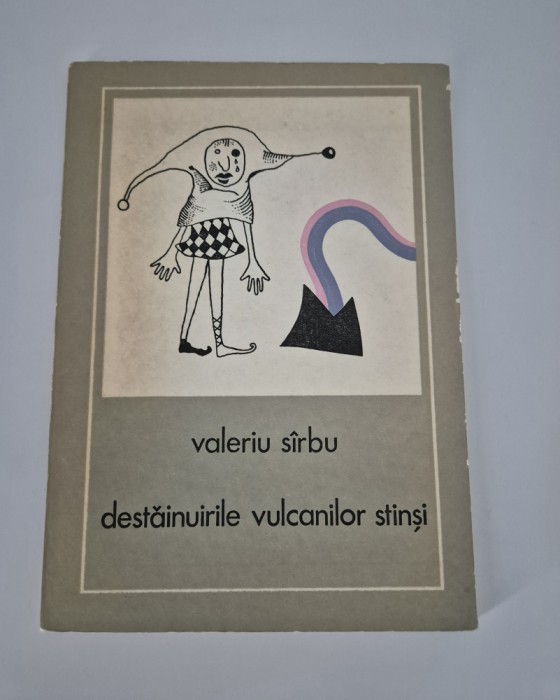 valeriu sîrbu
destăinuirile vulcanilor stinși